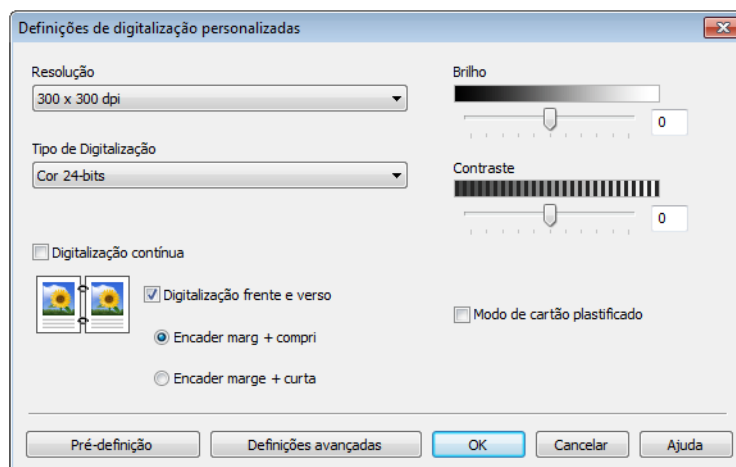 Definições de digitalização personalizadas
Resolução
300 x 300 dpi
Tipo de Digitalização
Cor 24-bits
Brilho
0
Contraste
0
Digitalização contínua
Digitalização frente e verso
Encader marg + compri
Encader marge + curta
Modo de cartão plastificado
Pré-definição
Definições avançadas
OK
Cancelar
Ajuda